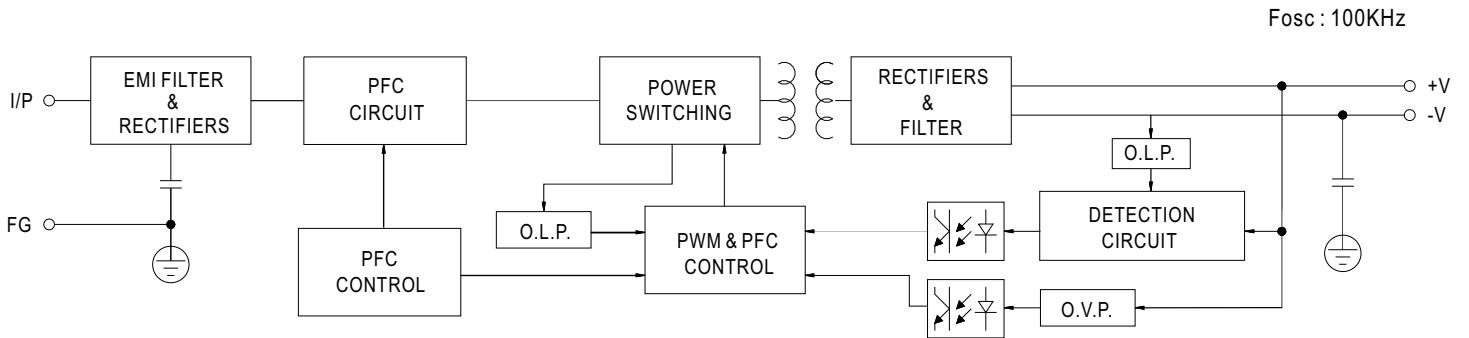 Fosc : 100KHz
I/P
EMI FILTER
&
RECTIFIERS
PFC
CIRCUIT
POWER
SWITCHING
RECTIFIERS
&
FILTER
+V
-V
O.L.P.
FG
O.L.P.
PFC
CONTROL
PWM & PFC
CONTROL
DETECTION
CIRCUIT
O.V.P.